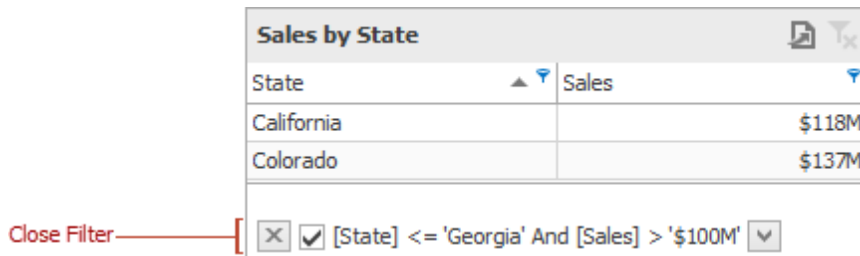 Sales by State
State Sales
California $118M
Colorado $137M
Close Filter [State] <= 'Georgia' And [Sales] > '$100M'